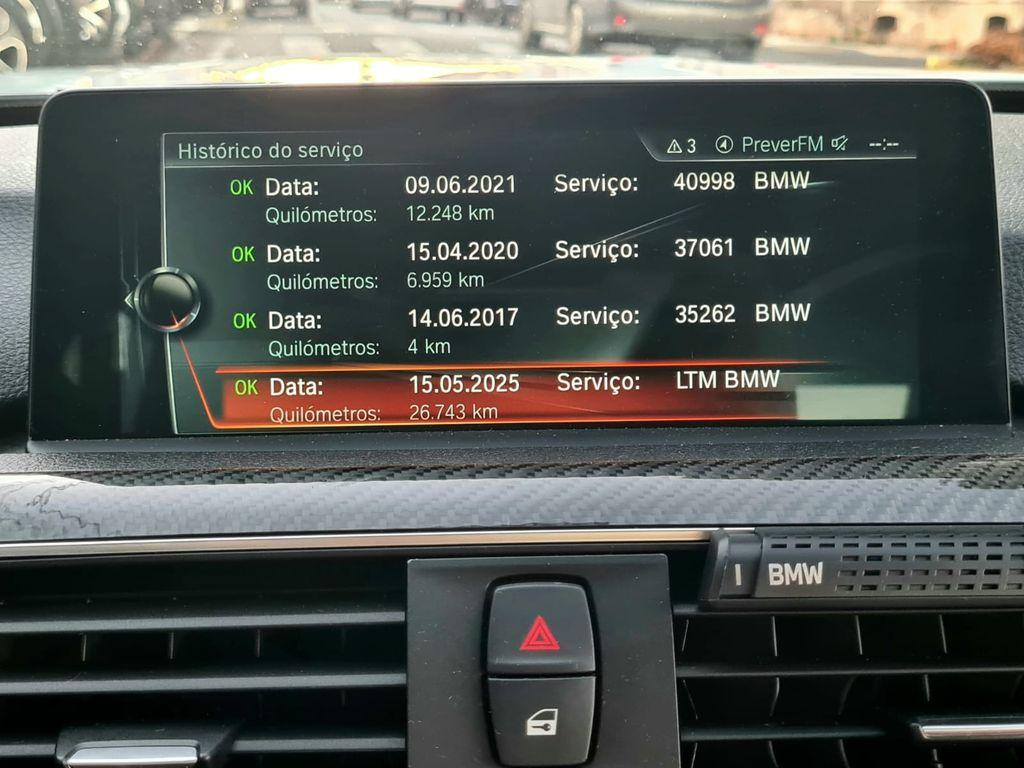 Histórico do serviço 3 PreverFM --:--
OK Data: 09.06.2021 Serviço: 40998 BMW
Quilómetros: 12.248 km
OK Data: 15.04.2020 Serviço: 37061 BMW
Quilómetros: 6.959 km
OK Data: 14.06.2017 Serviço: 35262 BMW
Quilómetros: 4 km
OK Data: 15.05.2025 Serviço: LTM BMW
Quilómetros: 26.743 km
BMW